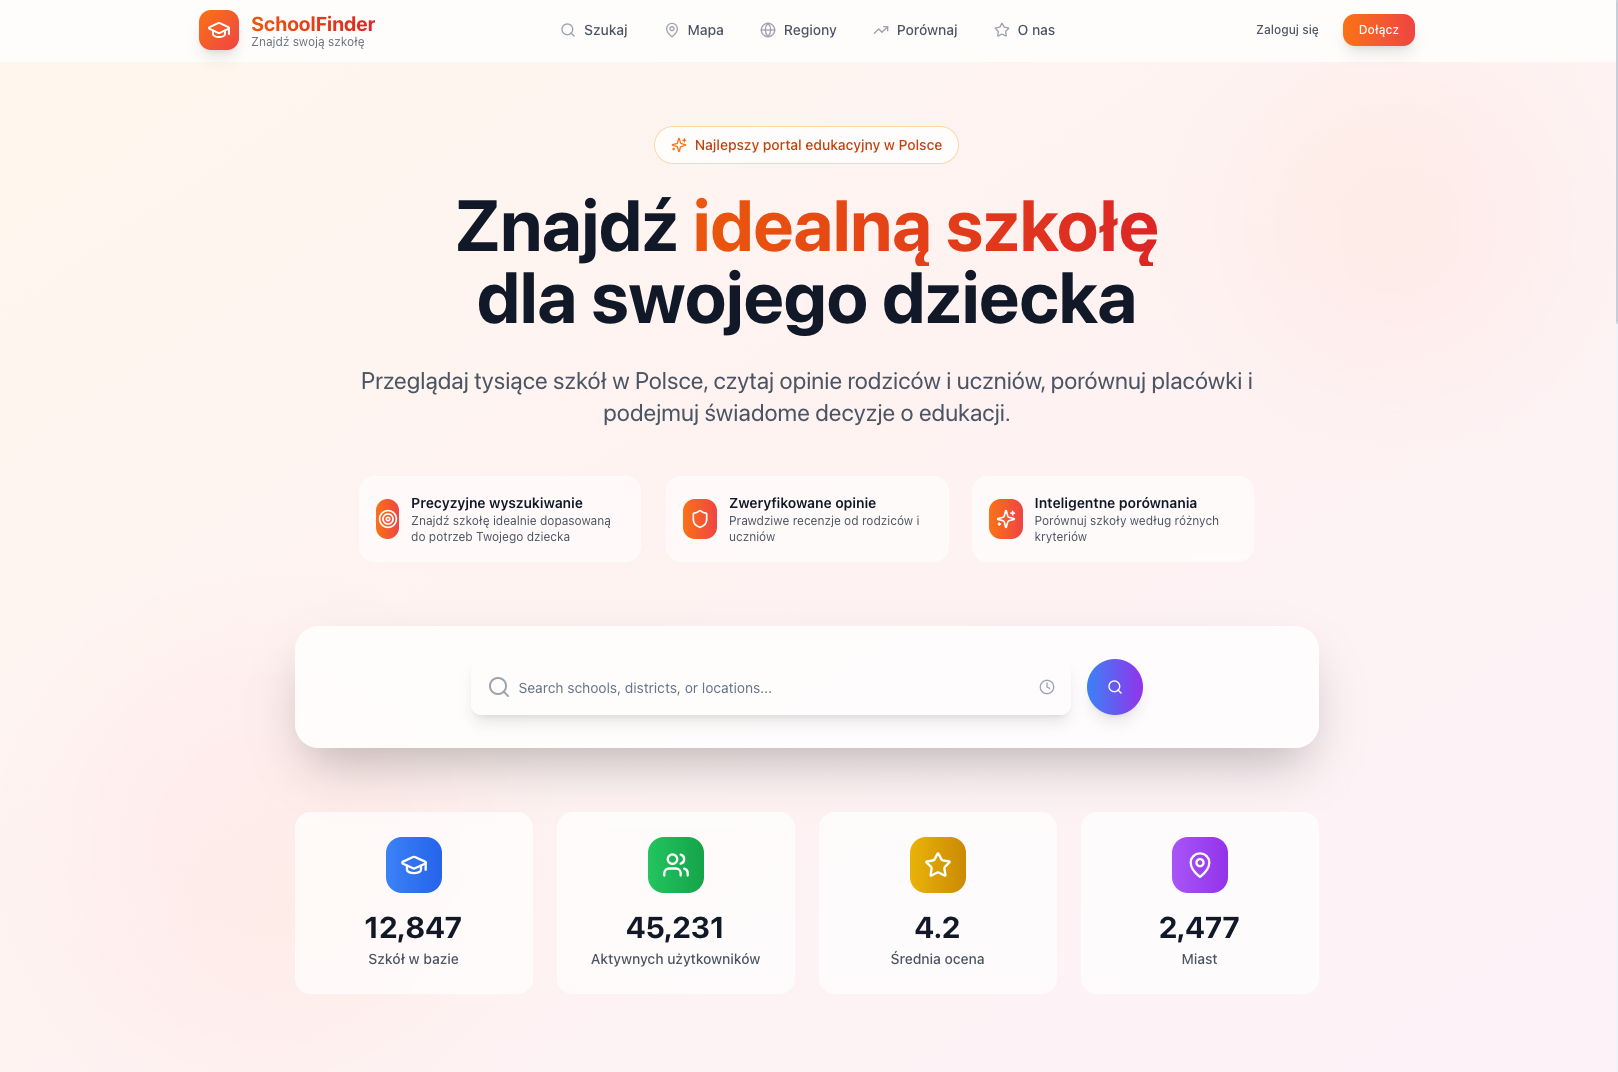 SchoolFinder
Znajdź swoją szkołę
Szukaj
Mapa
Regiony
Porównaj
O nas
Zaloguj się
Dołącz
Najlepszy portal edukacyjny w Polsce
Znajdź idealną szkołę
dla swojego dziecka
Przeglądaj tysiące szkół w Polsce, czytaj opinie rodziców i uczniów, porównuj placówki i
podejmuj świadome decyzje o edukacji.
Precyzyjne wyszukiwanie
Znajdź szkołę idealnie dopasowaną
do potrzeb Twojego dziecka
Zweryfikowane opinie
Prawdziwe recenzje od rodziców i
uczniów
Inteligentne porównania
Porównuj szkoły według różnych
kryteriów
Search schools, districts, or locations...
12,847
Szkół w bazie
45,231
Aktywnych użytkowników
4.2
Średnia ocena
2,477
Miast